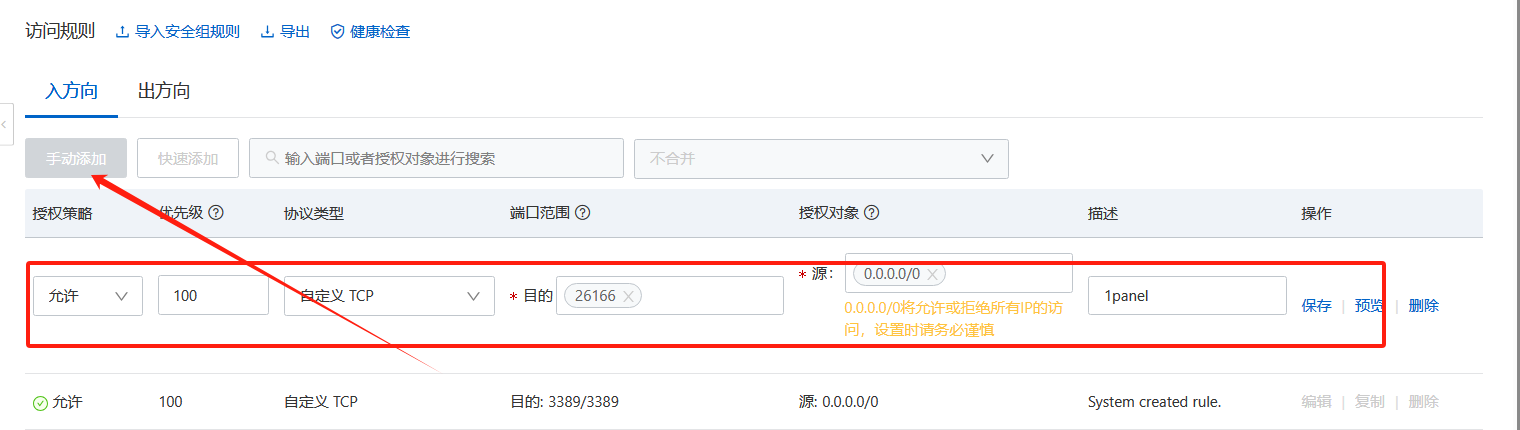 访问规则 导入安全组规则 导出 健康检查
入方向 出方向
手动添加 快速添加 输入端口或者授权对象进行搜索 不合并
授权策略 优先级 协议类型 端口范围 授权对象 描述 操作
允许 100 自定义 TCP * 目的 26166 * 源： 0.0.0.0/0 1panel 保存 | 预览 | 删除
0.0.0.0/0将允许或拒绝所有IP的访
问，设置时请务必谨慎
允许 100 自定义 TCP 目的: 3389/3389 源: 0.0.0.0/0 System created rule. 编辑 | 复制 | 删除